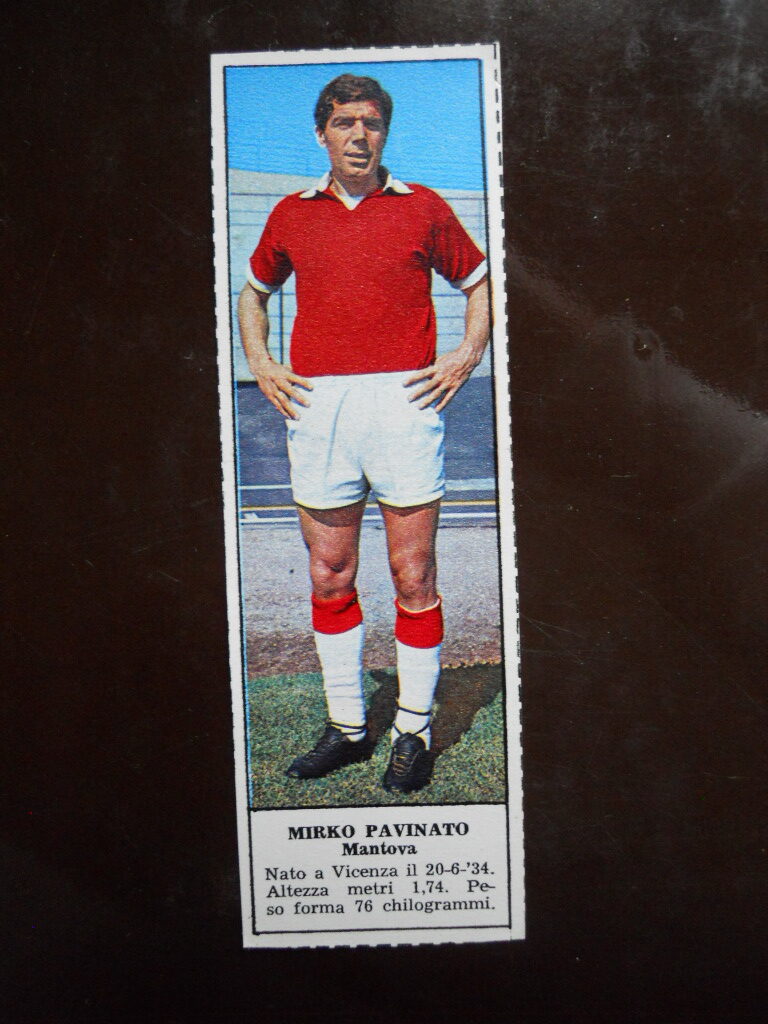 MIRKO PAVINATO
Mantova
Nato a Vicenza il 20-6-'34.
Altezza metri 1,74. Pe-
so forma 76 chilogrammi.